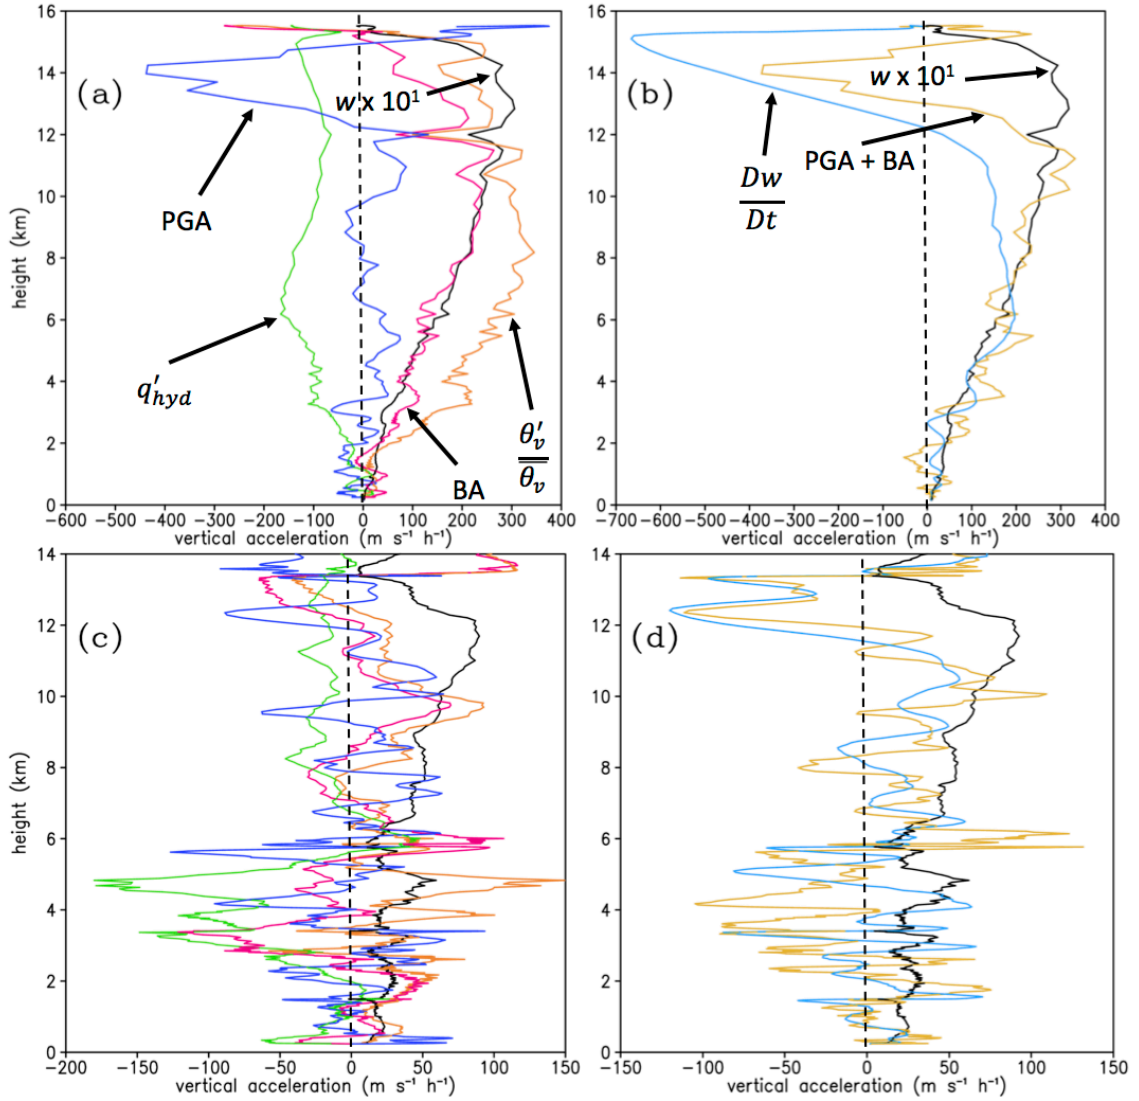 16
14
12
10
8
6
4
2
0
height (km)
(a)
w x 10¹
PGA
q′hyd
BA
θ′v
θv
−600 −500 −400 −300 −200 −100 0 100 200 300 400
vertical acceleration (m s⁻¹ h⁻¹)
16
14
12
10
8
6
4
2
0
(b)
w x 10¹
PGA + BA
Dw
Dt
−700 −600 −500 −400 −300 −200 −100 0 100 200 300 400
vertical acceleration (m s⁻¹ h⁻¹)
14
12
10
8
6
4
2
0
height (km)
(c)
−200 −150 −100 −50 0 50 100 150
vertical acceleration (m s⁻¹ h⁻¹)
14
12
10
8
6
4
2
0
(d)
−150 −100 −50 0 50 100 150
vertical acceleration (m s⁻¹ h⁻¹)